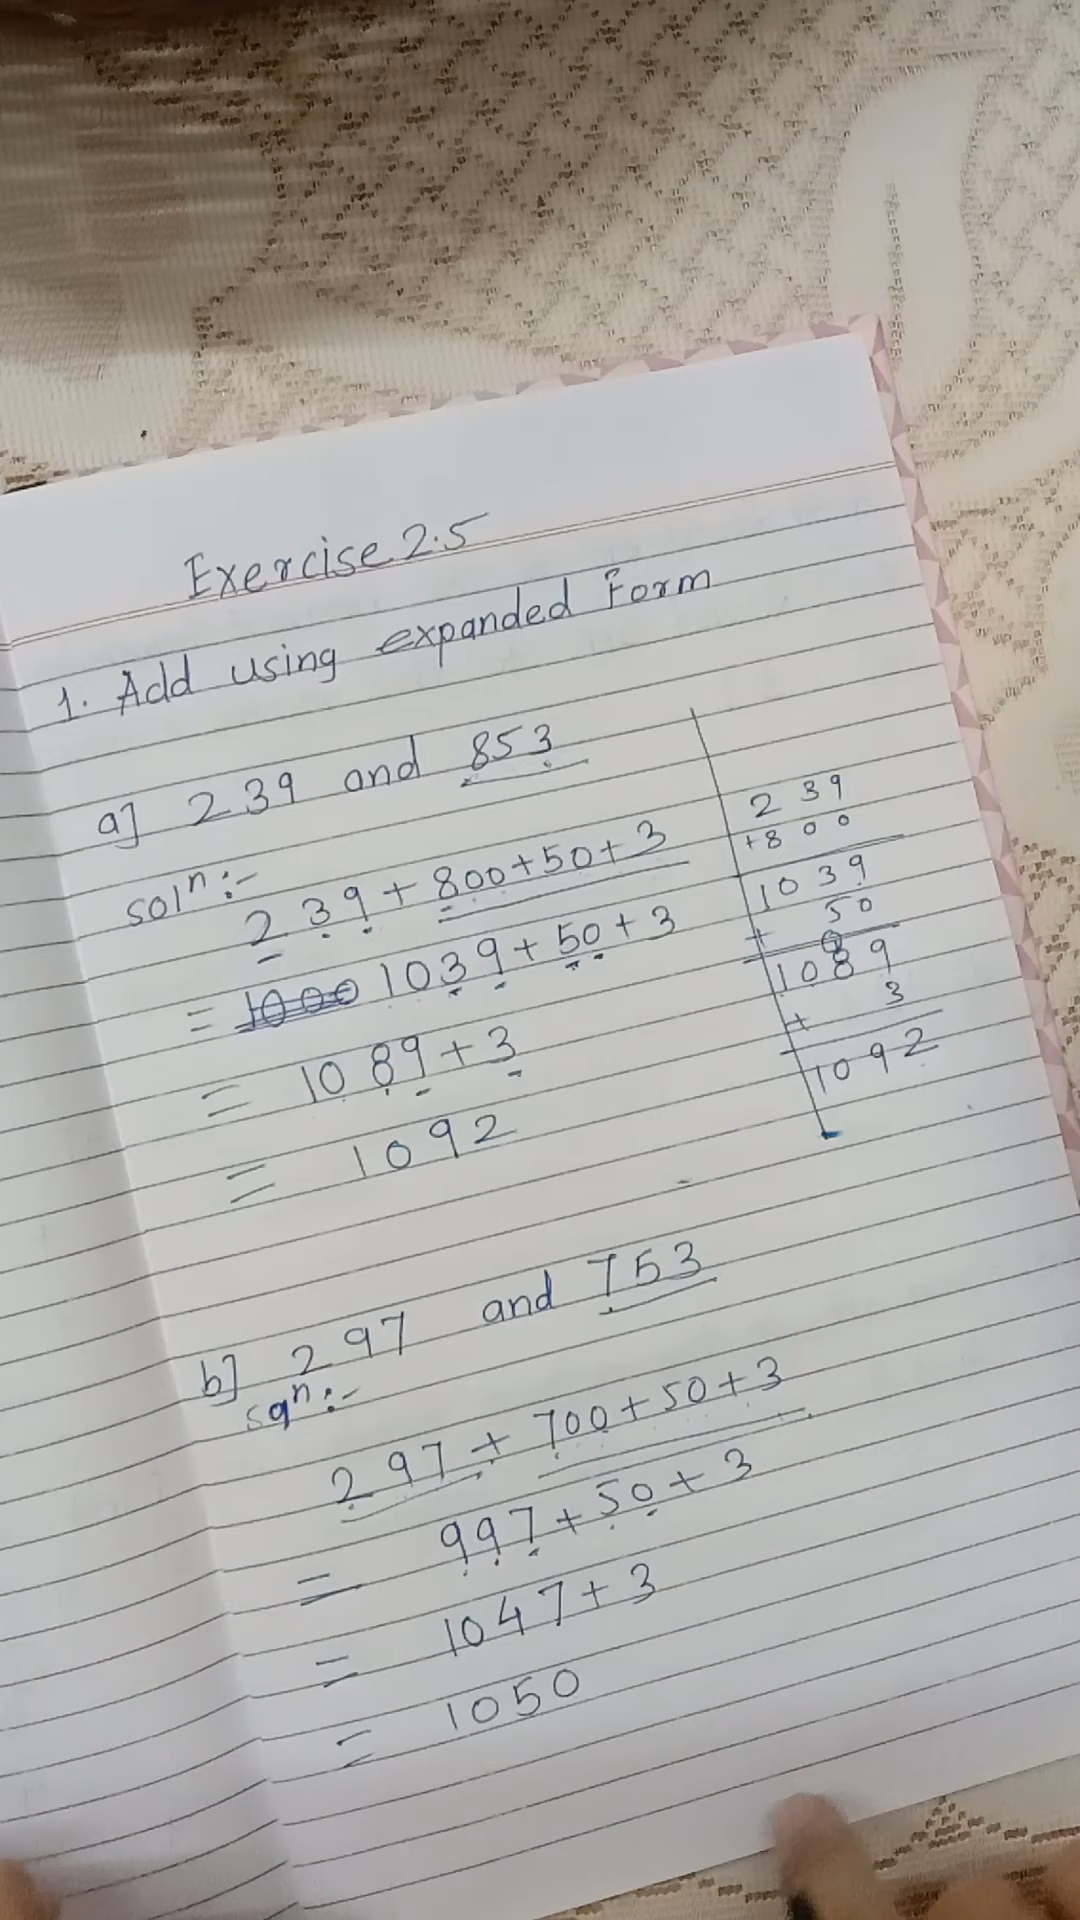 Exercise 2.5
1. Add using expanded Form
a] 239 and 853
solⁿ:-
239 + 800+50+3
= 1039 + 50 + 3
= 1089 + 3
= 1092
239
+800
1039
+ 50
1089
+ 3
1092
b] 297 and 753
solⁿ:-
297 + 700+50+3
= 997 + 50 + 3
= 1047 + 3
= 1050